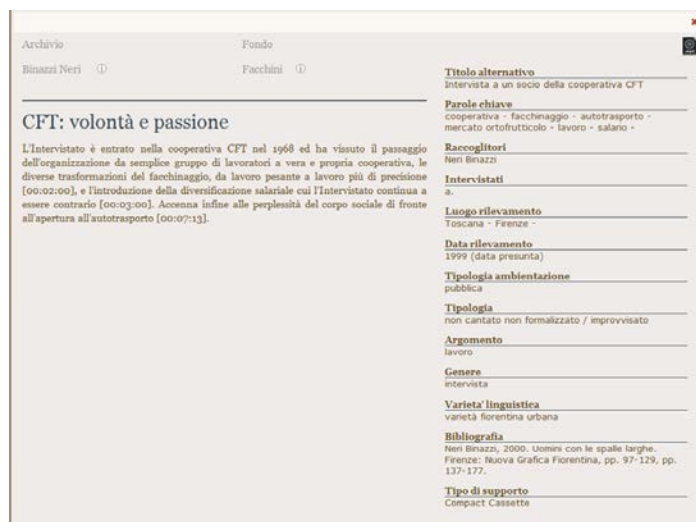 Archivio
Fondo
Binazzi Neri
Facchini
CFT: volontà e passione
L'Intervistato è entrato nella cooperativa CFT nel 1968 ed ha vissuto il passaggio
dell'organizzazione da semplice gruppo di lavoratori a vera e propria cooperativa, le
diverse trasformazioni del facchinaggio, da lavoro pesante a lavoro più di precisione
[00:02:00], e l'introduzione della diversificazione salariale cui l'Intervistato continua a
essere contrario [00:03:00]. Accenna infine alle perplessità del corpo sociale di fronte
all'apertura all'autotrasporto [00:07:13].
Titolo alternativo
Intervista a un socio della cooperativa CFT
Parole chiave
cooperativa - facchinaggio - autotrasporto -
mercato ortofrutticolo - lavoro - salario -
Raccoglitori
Neri Binazzi
Intervistati
a.
Luogo rilevamento
Toscana - Firenze -
Data rilevamento
1999 (data presunta)
Tipologia ambientazione
pubblica
Tipologia
non cantato non formalizzato / improvvisato
Argomento
lavoro
Genere
intervista
Varieta' linguistica
varietà fiorentina urbana
Bibliografia
Neri Binazzi, 2000. Uomini con le spalle larghe.
Firenze: Nuova Grafica Fiorentina, pp. 97-129, pp.
137-177.
Tipo di supporto
Compact Cassette